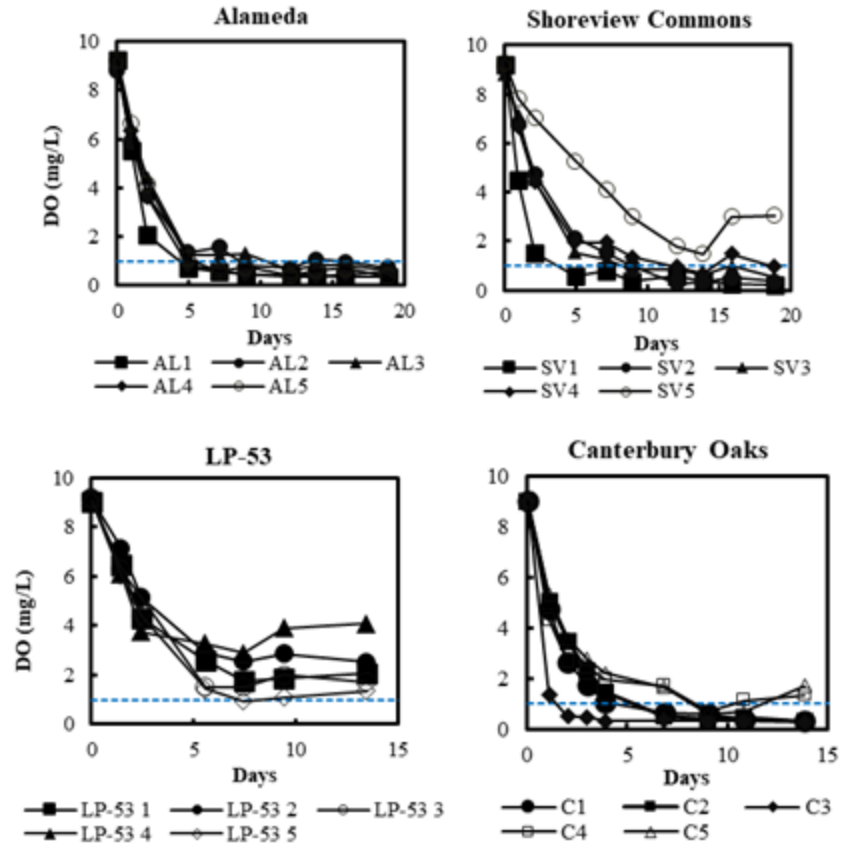 Alameda
10
8
6
4
2
0
DO (mg/L)
0 5 10 15 20
Days
AL1 AL2 AL3
AL4 AL5
Shoreview Commons
10
8
6
4
2
0
0 5 10 15 20
Days
SV1 SV2 SV3
SV4 SV5
LP-53
10
8
6
4
2
0
DO (mg/L)
0 5 10 15
Days
LP-53 1 LP-53 2 LP-53 3
LP-53 4 LP-53 5
Canterbury Oaks
10
8
6
4
2
0
0 5 10 15
Days
C1 C2 C3
C4 C5